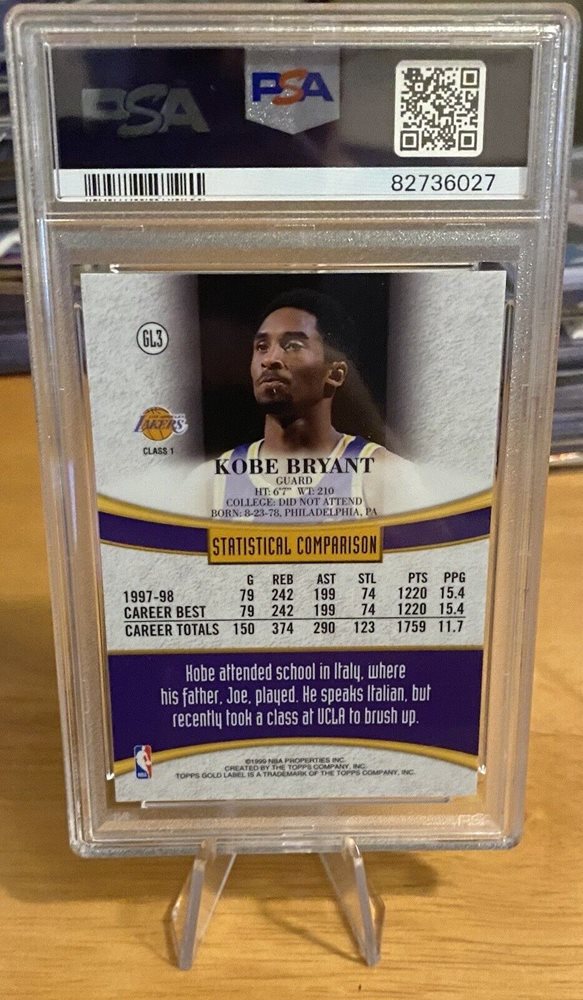 PSA
PSA
82736027
GL3
LAKERS
CLASS 1
KOBE BRYANT
GUARD
HT: 6'7" WT: 210
COLLEGE: DID NOT ATTEND
BORN: 8-23-78, PHILADELPHIA, PA
STATISTICAL COMPARISON
G REB AST STL PTS PPG
1997-98 79 242 199 74 1220 15.4
CAREER BEST 79 242 199 74 1220 15.4
CAREER TOTALS 150 374 290 123 1759 11.7
Kobe attended school in Italy, where
his father, Joe, played. He speaks Italian, but
recently took a class at UCLA to brush up.
NBA
©1999 NBA PROPERTIES INC.
CREATED BY THE TOPPS COMPANY, INC.
TOPPS GOLD LABEL IS A TRADEMARK OF THE TOPPS COMPANY, INC.